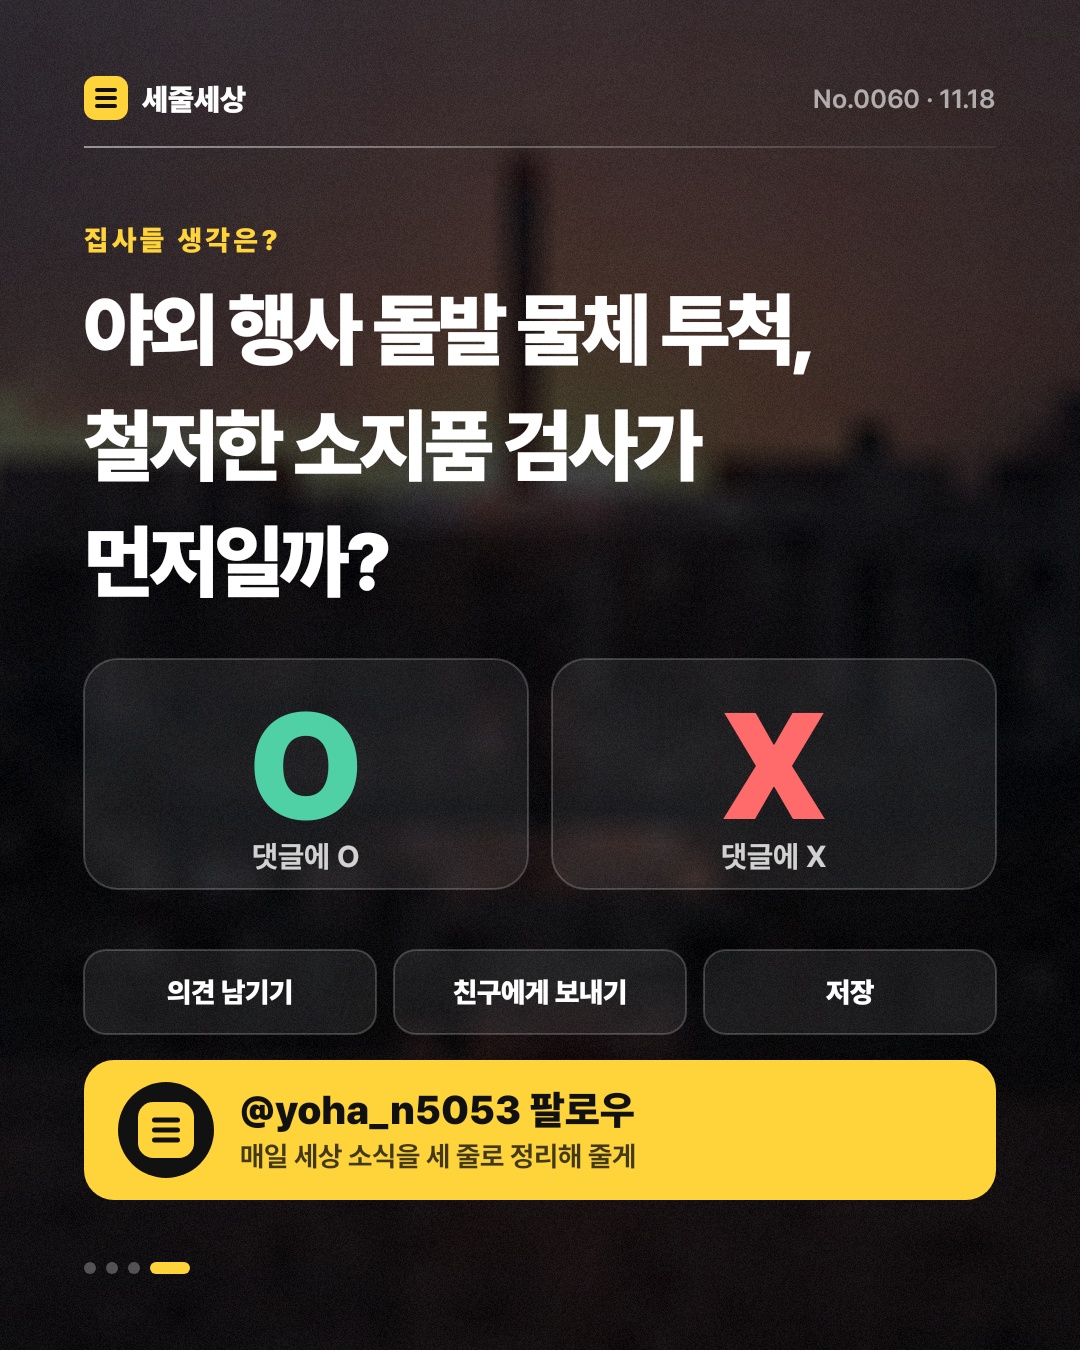 세줄세상
No.0060 · 11.18
집사들 생각은?
야외 행사 돌발 물체 투척,
철저한 소지품 검사가
먼저일까?
O
댓글에 O
X
댓글에 X
의견 남기기
친구에게 보내기
저장
@yoha_n5053 팔로우
매일 세상 소식을 세 줄로 정리해 줄게